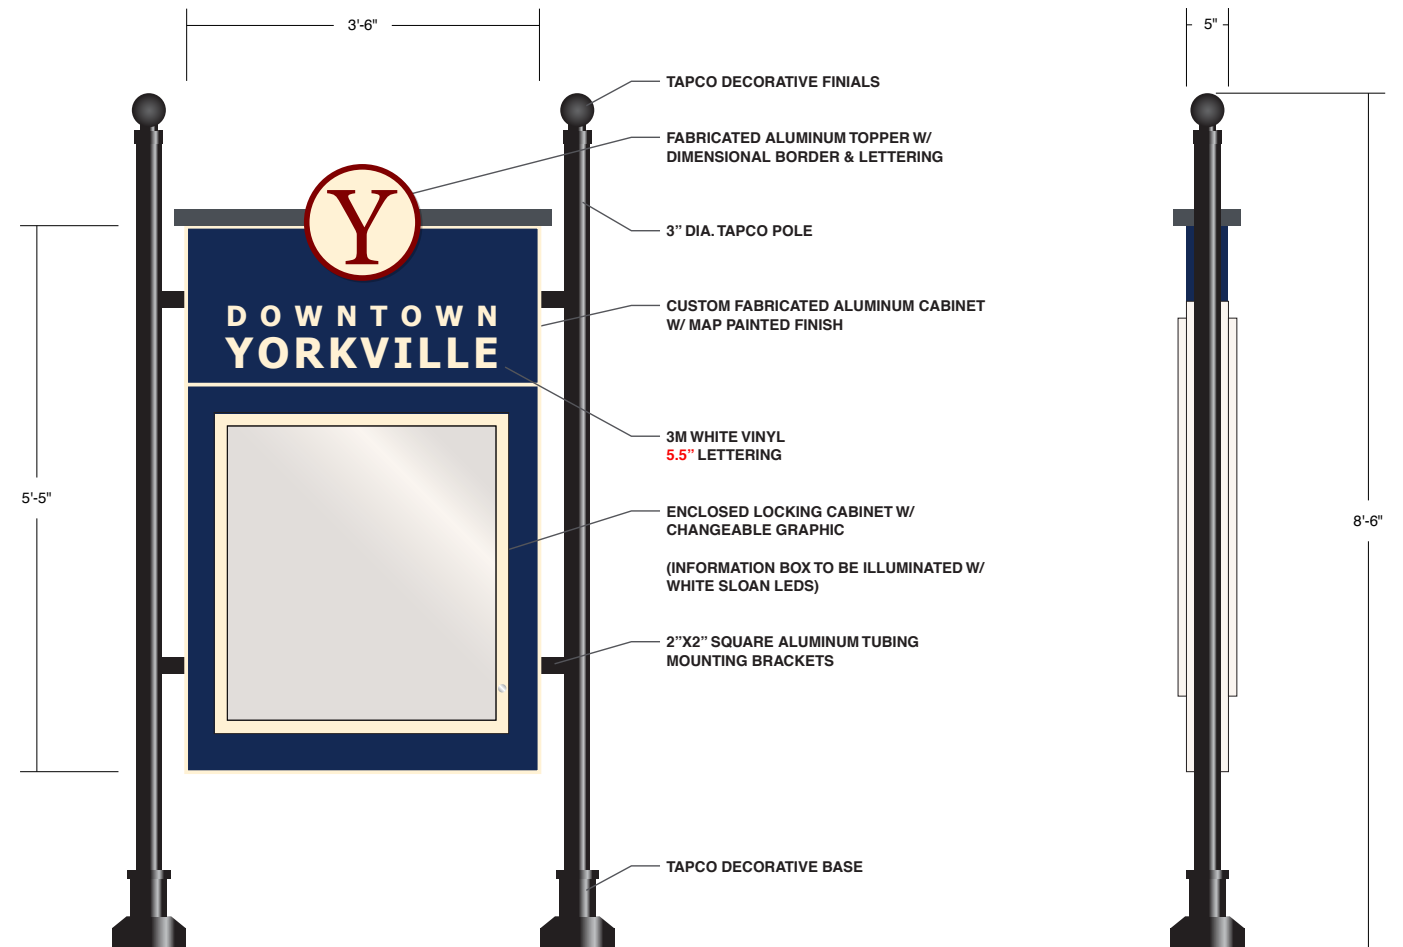 3'-6"
5"
TAPCO DECORATIVE FINIALS
FABRICATED ALUMINUM TOPPER W/
DIMENSIONAL BORDER & LETTERING
Y
3” DIA. TAPCO POLE
CUSTOM FABRICATED ALUMINUM CABINET
W/ MAP PAINTED FINISH
DOWNTOWN
YORKVILLE
3M WHITE VINYL
5.5” LETTERING
5'-5"
ENCLOSED LOCKING CABINET W/
CHANGEABLE GRAPHIC
8'-6"
(INFORMATION BOX TO BE ILLUMINATED W/
WHITE SLOAN LEDS)
2”X2” SQUARE ALUMINUM TUBING
MOUNTING BRACKETS
TAPCO DECORATIVE BASE